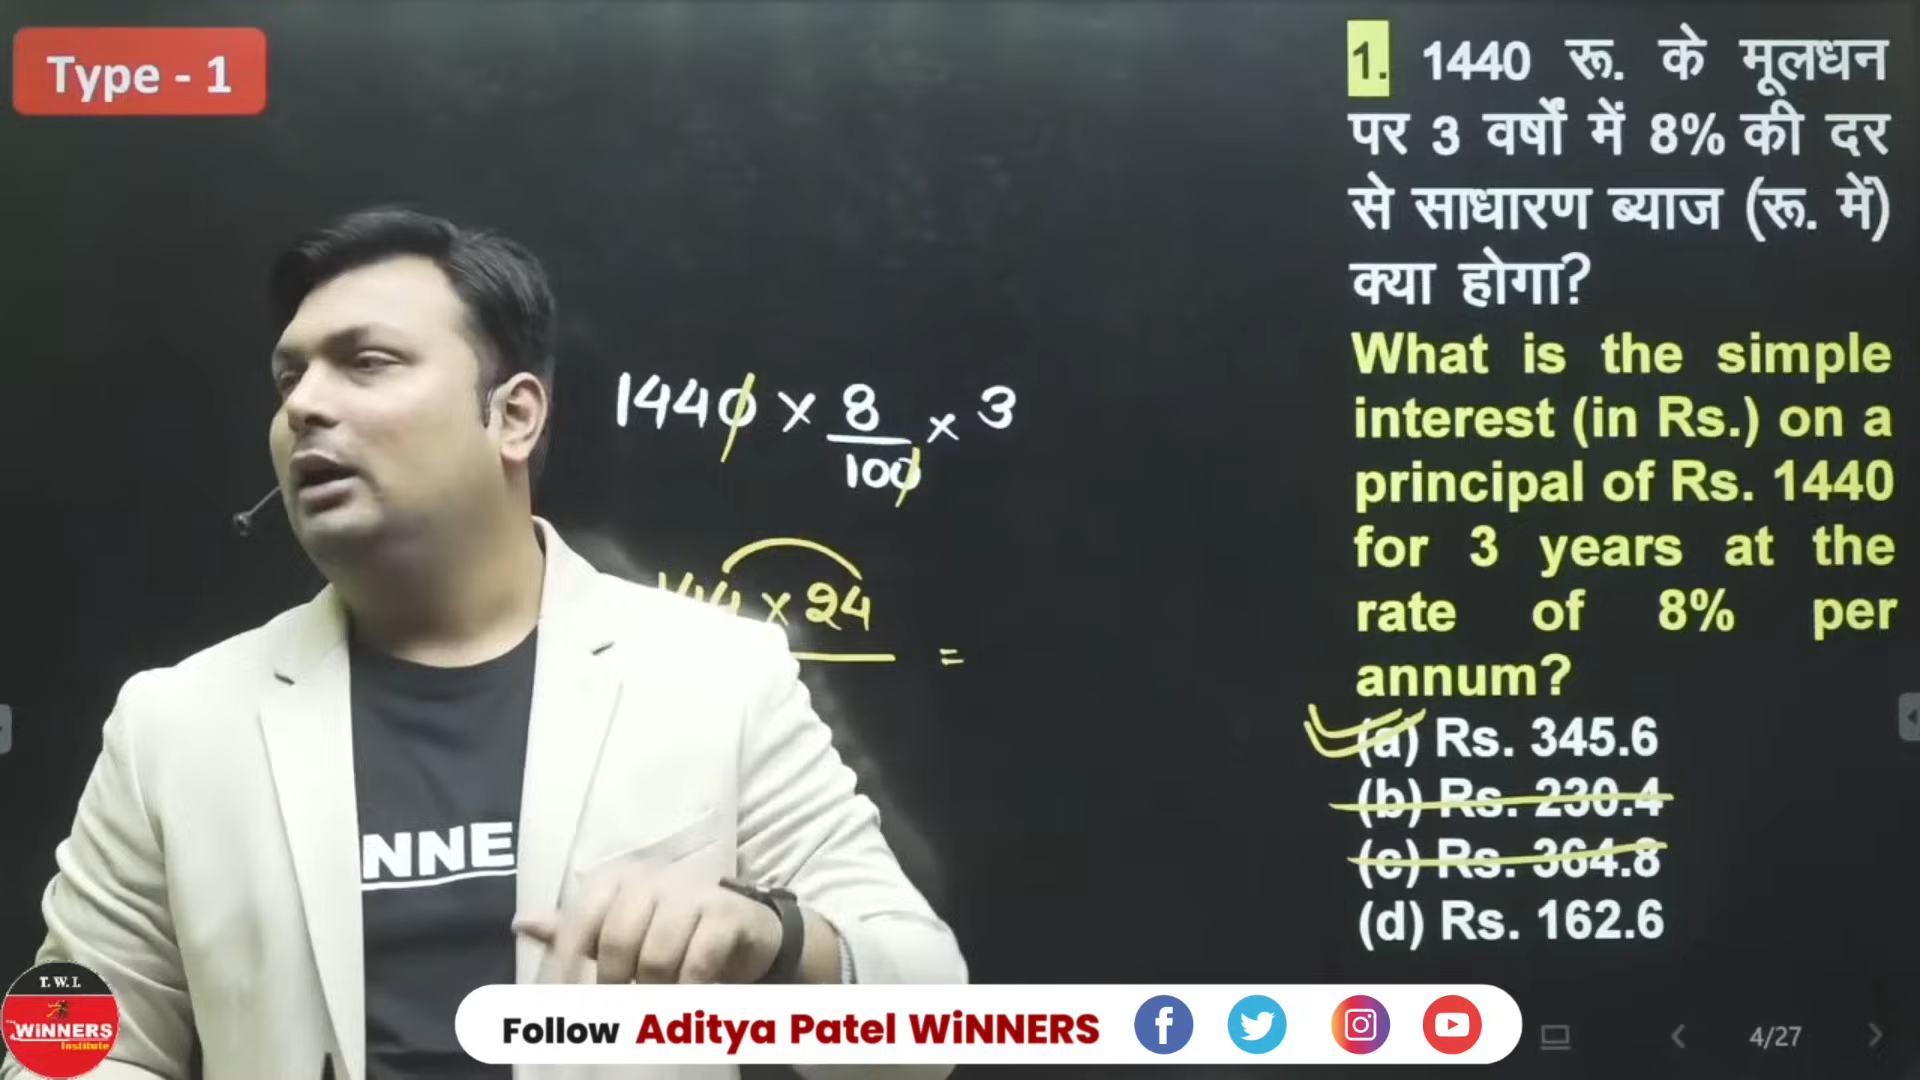 Type - 1
1. 1440 रू. के मूलधन
पर 3 वर्षों में 8% की दर
से साधारण ब्याज (रू. में)
क्या होगा?
What is the simple
interest (in Rs.) on a
principal of Rs. 1440
for 3 years at the
rate of 8% per
annum?
(a) Rs. 345.6
(b) Rs. 230.4
(c) Rs. 364.8
(d) Rs. 162.6
1440 × 8 × 3
100
144 × 24
=
NNE
T. W. I.
WiNNERS
Institute
Follow Aditya Patel WiNNERS
4/27